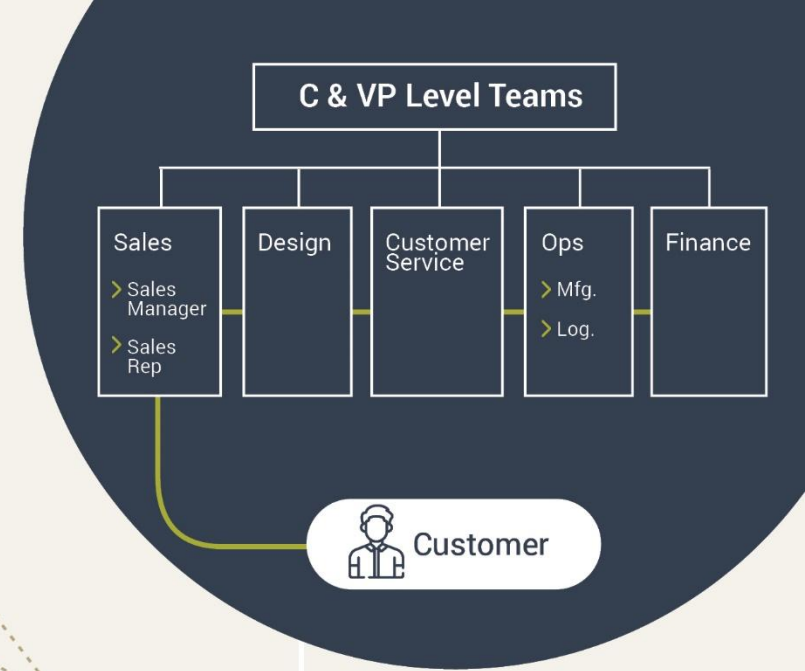 C & VP Level Teams
Sales
Sales
Manager
Sales
Rep
Design
Customer
Service
Ops
Mfg.
Log.
Finance
Customer